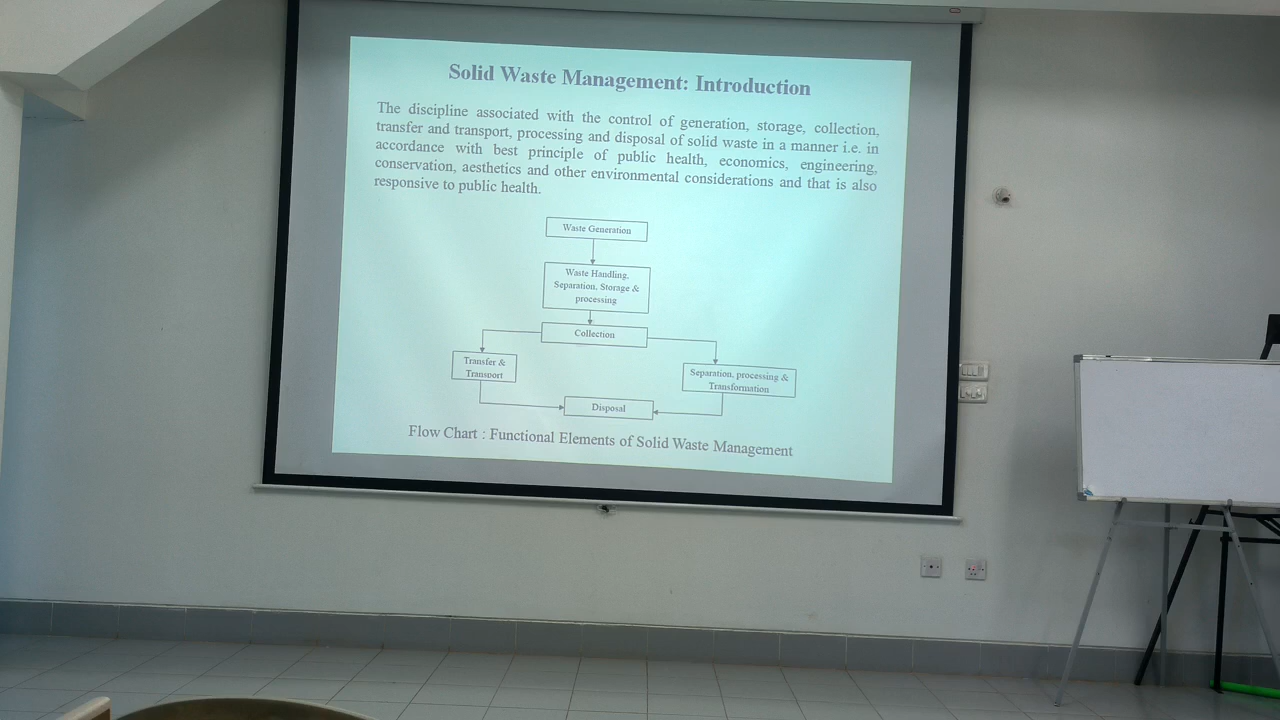 Solid Waste Management: Introduction
The discipline associated with the control of generation, storage, collection,
transfer and transport, processing and disposal of solid waste in a manner i.e. in
accordance with best principle of public health, economics, engineering,
conservation, aesthetics and other environmental considerations and that is also
responsive to public health.
Waste Generation
Waste Handling,
Separation, Storage &
processing
Collection
Transfer &
Transport
Separation, processing &
Transformation
Disposal
Flow Chart : Functional Elements of Solid Waste Management